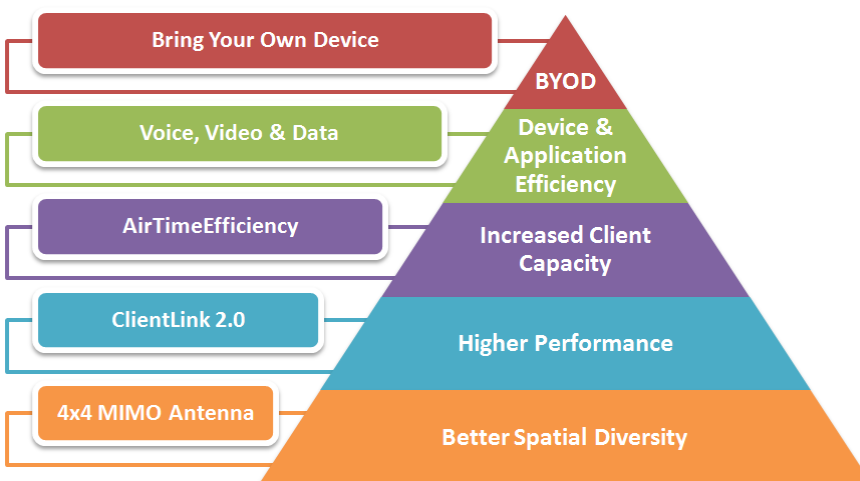 Bring Your Own Device
BYOD
Voice, Video & Data
Device &
Application
Efficiency
AirTimeEfficiency
Increased Client
Capacity
ClientLink 2.0
Higher Performance
4x4 MIMO Antenna
Better Spatial Diversity